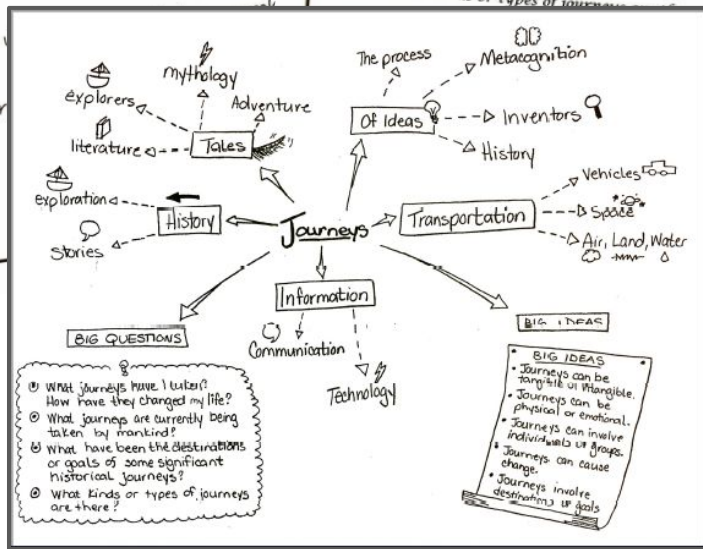 types of journeys
mythology
explorers
Adventure
literature
Tales
The process
Metacognition
Of Ideas
Inventors
History
exploration
History
Stories
Journeys
Transportation
Vehicles
Space
Air, Land, Water
Information
Communication
Technology
BIG QUESTIONS
What journeys have I taken?
How have they changed my life?
What journeys are currently being
taken by mankind?
What have been the destinations
or goals of some significant
historical journeys?
What kinds or types of journeys
are there?
BIG IDEAS
BIG IDEAS
• Journeys can be
tangible or intangible.
• Journeys can be
physical or emotional.
• Journeys can involve
individuals or groups.
• Journeys can cause
change.
• Journeys involve
destinations or goals